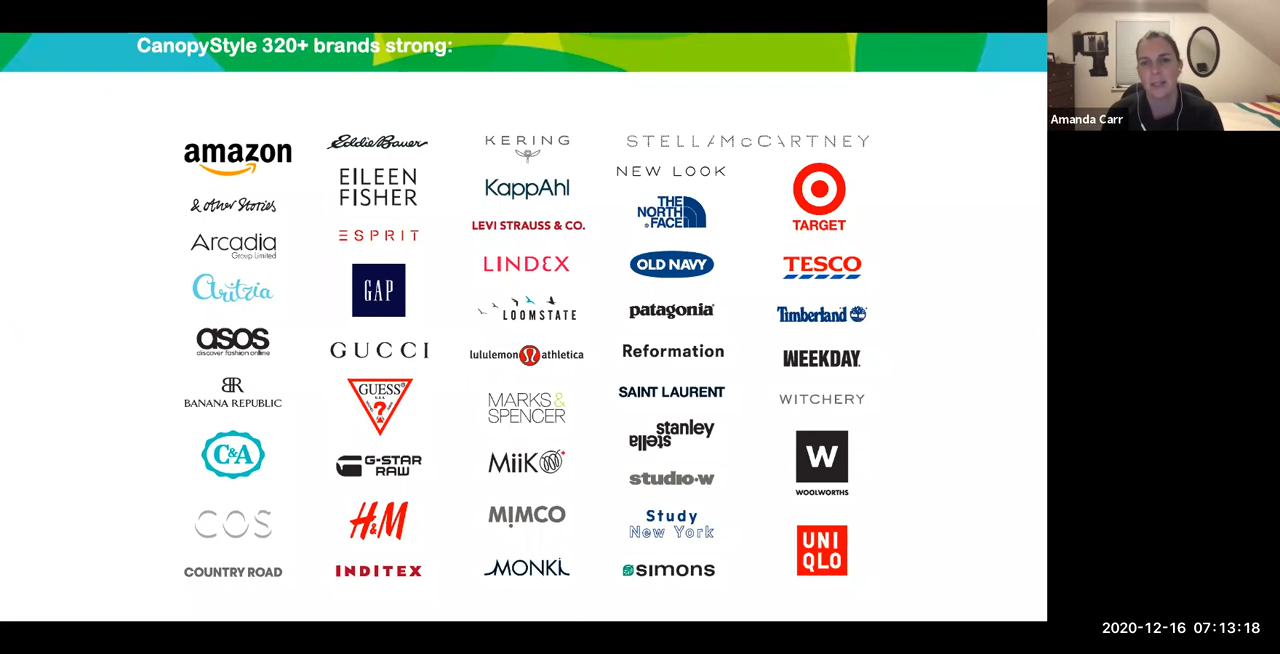 CanopyStyle 320+ brands strong:
Amanda Carr
amazon
& other Stories
Arcadia
Group Limited
aritzia
asos
discover fashion online
BR
BANANA REPUBLIC
C&A
COS
COUNTRY ROAD
Eddie Bauer
EILEEN
FISHER
ESPRIT
GAP
GUCCI
GUESS
?
G-STAR
RAW
H&M
INDITEX
KERING
KappAhl
LEVI STRAUSS & CO.
LINDEX
LOOMSTATE
lululemon athletica
MARKS&
SPENCER
MiiK
MIMCO
MONKI
STELLA McCARTNEY
NEW LOOK
THE
NORTH
FACE
OLD NAVY
patagonia®
Reformation
SAINT LAURENT
stanley
stella
studio·w
Study
New York
SIMONS
TARGET
TESCO
Timberland
WEEKDAY.
WITCHERY
W
WOOLWORTHS
UNI
QLO
2020-12-16 07:13:18